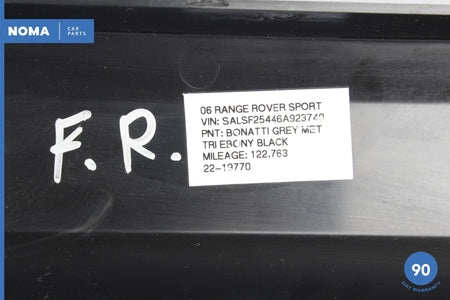 NOMA CAR PARTS
06 RANGE ROVER SPORT
VIN: SALSF25446A923740
PNT: BONATTI GREY MET
TRI EBONY BLACK
MILEAGE: 122,763
22-19770
F.R.
90
DAY WARRANTY